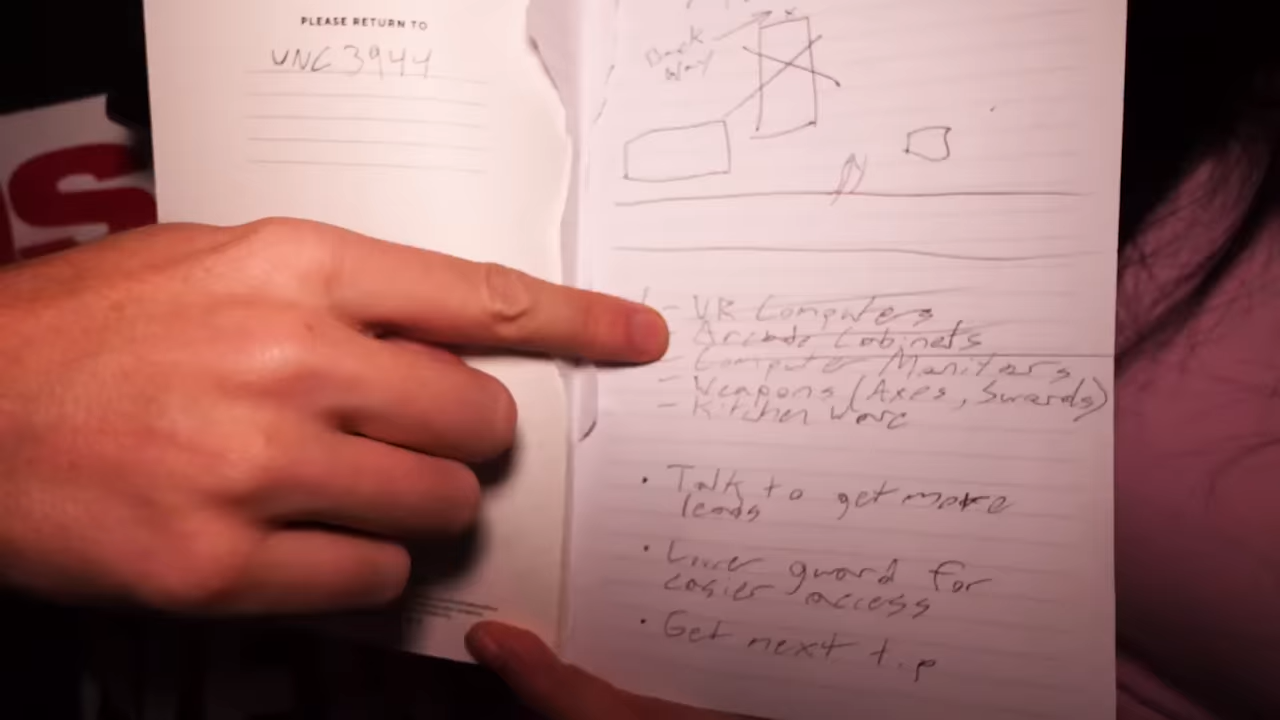 PLEASE RETURN TO
UNC3944
Back
Way
x
- VR Computers
- Arcade Cabinets
- Computer Monitors
- Weapons (Axes, Swords)
- Kitchen Ware
• Talk to get more
leads
• Lower guard for
easier access
• Get next tip